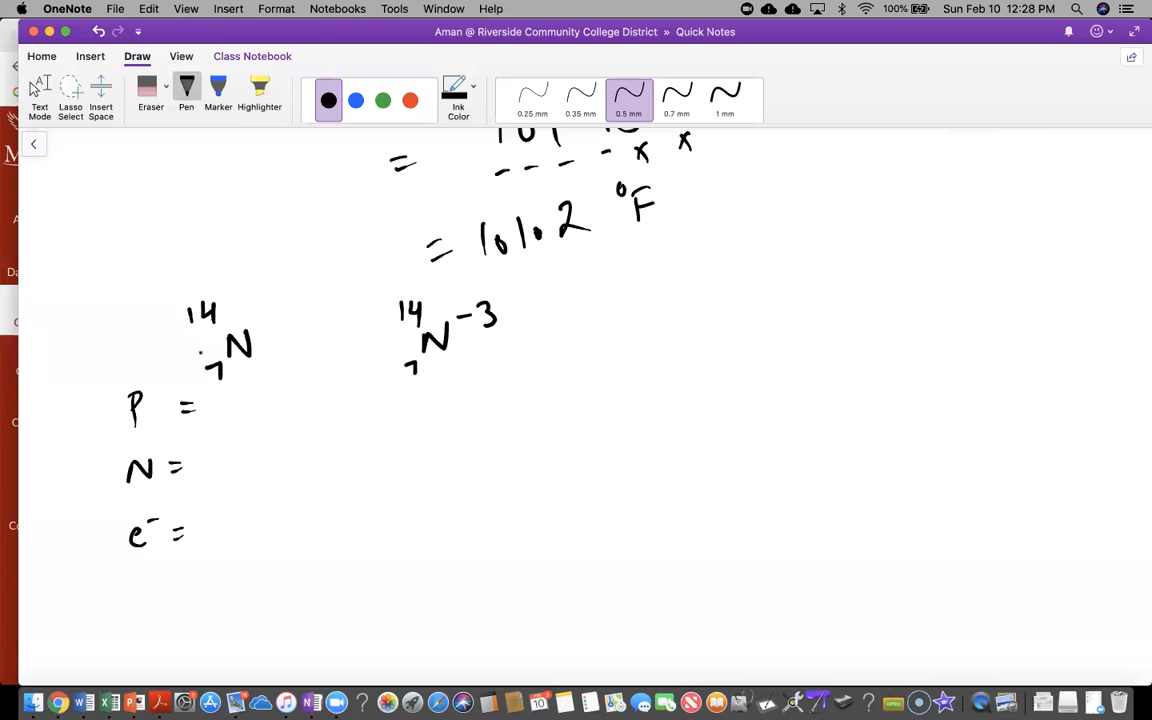 OneNote File Edit View Insert Format Notebooks Tools Window Help 100% Sun Feb 10 12:28 PM
Aman @ Riverside Community College District » Quick Notes
Home Insert Draw View Class Notebook
Text Mode
Lasso Select
Insert Space
Eraser
Pen
Marker
Highlighter
Ink Color
0.25 mm
0.35 mm
0.5 mm
0.7 mm
1 mm
=
x x
= 10102 °F
14 14 -3
N N
7 7
P =
N =
e⁻ =